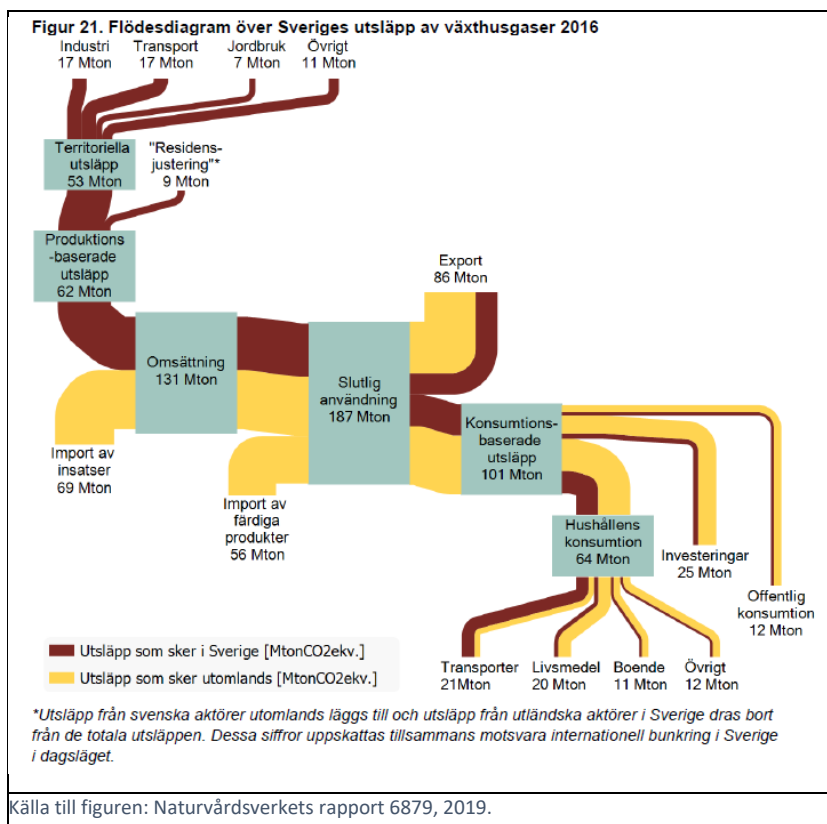 Figur 21. Flödesdiagram över Sveriges utsläpp av växthusgaser 2016
Industri
17 Mton
Transport
17 Mton
Jordbruk
7 Mton
Övrigt
11 Mton
Territoriella
utsläpp
53 Mton
"Residens-
justering"*
9 Mton
Produktions
-baserade
utsläpp
62 Mton
Export
86 Mton
Omsättning
131 Mton
Slutlig
användning
187 Mton
Konsumtions-
baserade
utsläpp
101 Mton
Import av
insatser
69 Mton
Import av
färdiga
produkter
56 Mton
Hushållens
konsumtion
64 Mton
Investeringar
25 Mton
Offentlig
konsumtion
12 Mton
Transporter
21Mton
Livsmedel
20 Mton
Boende
11 Mton
Övrigt
12 Mton
Utsläpp som sker i Sverige [MtonCO2ekv.]
Utsläpp som sker utomlands [MtonCO2ekv.]
*Utsläpp från svenska aktörer utomlands läggs till och utsläpp från utländska aktörer i Sverige dras bort
från de totala utsläppen. Dessa siffror uppskattas tillsammans motsvara internationell bunkring i Sverige
i dagsläget.
Källa till figuren: Naturvårdsverkets rapport 6879, 2019.